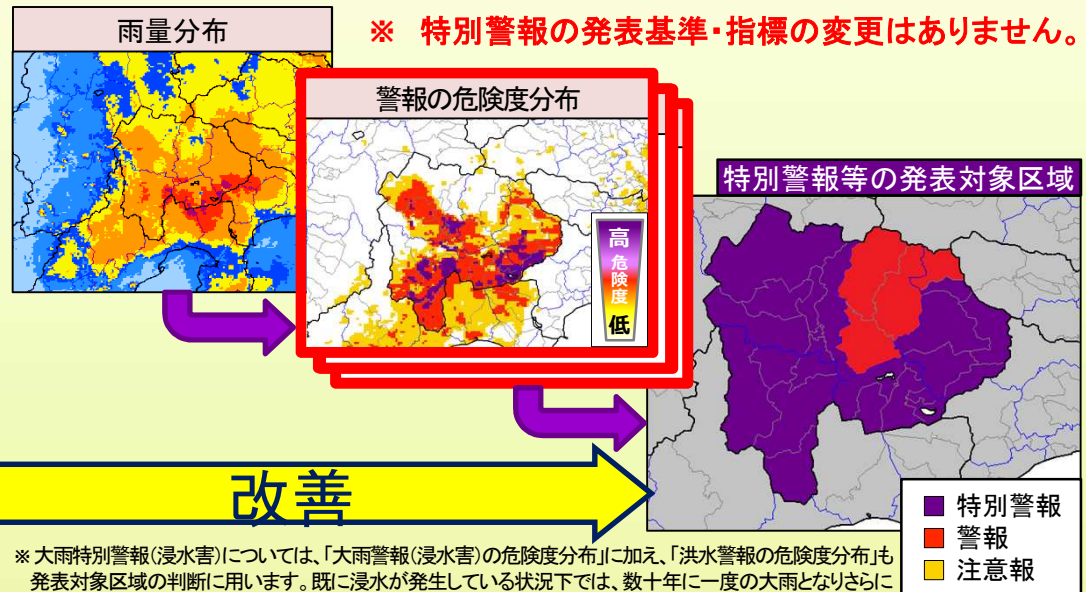 雨量分布
※ 特別警報の発表基準・指標の変更はありません。
警報の危険度分布
高
危険度
低
特別警報等の発表対象区域
改善
特別警報
警報
注意報
※ 大雨特別警報(浸水害)については、「大雨警報(浸水害)の危険度分布」に加え、「洪水警報の危険度分布」も
発表対象区域の判断に用います。既に浸水が発生している状況下では、数十年に一度の大雨となりさらに